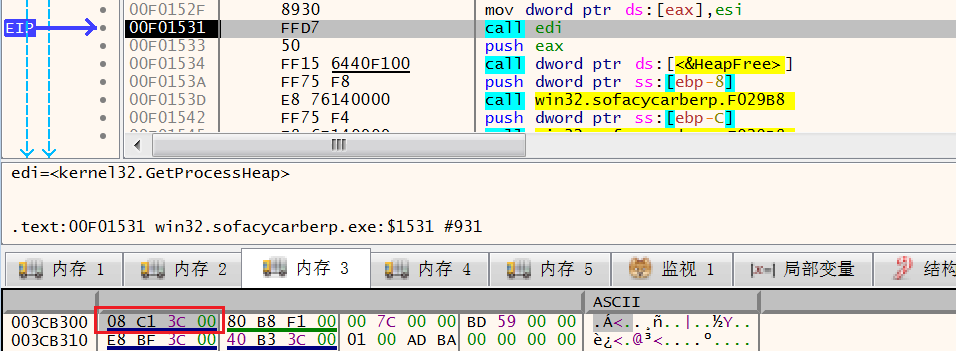 00F0152F 8930 mov dword ptr ds:[eax],esi
EIP 00F01531 FFD7 call edi
00F01533 50 push eax
00F01534 FF15 6440F100 call dword ptr ds:[<&HeapFree>]
00F0153A FF75 F8 push dword ptr ss:[ebp-8]
00F0153D E8 76140000 call win32.sofacycarberp.F029B8
00F01542 FF75 F4 push dword ptr ss:[ebp-C]
edi=<kernel32.GetProcessHeap>
.text:00F01531 win32.sofacycarberp.exe:$1531 #931
内存 1 内存 2 内存 3 内存 4 内存 5 监视 1 |x=| 局部变量 结构
ASCII
003CB300 08 C1 3C 00 80 B8 F1 00 00 7C 00 00 BD 59 00 00 .Á<..¸ñ..|..½Y..
003CB310 E8 BF 3C 00 40 B3 3C 00 01 00 AD BA 00 00 00 00 è¿<.@³<....º....